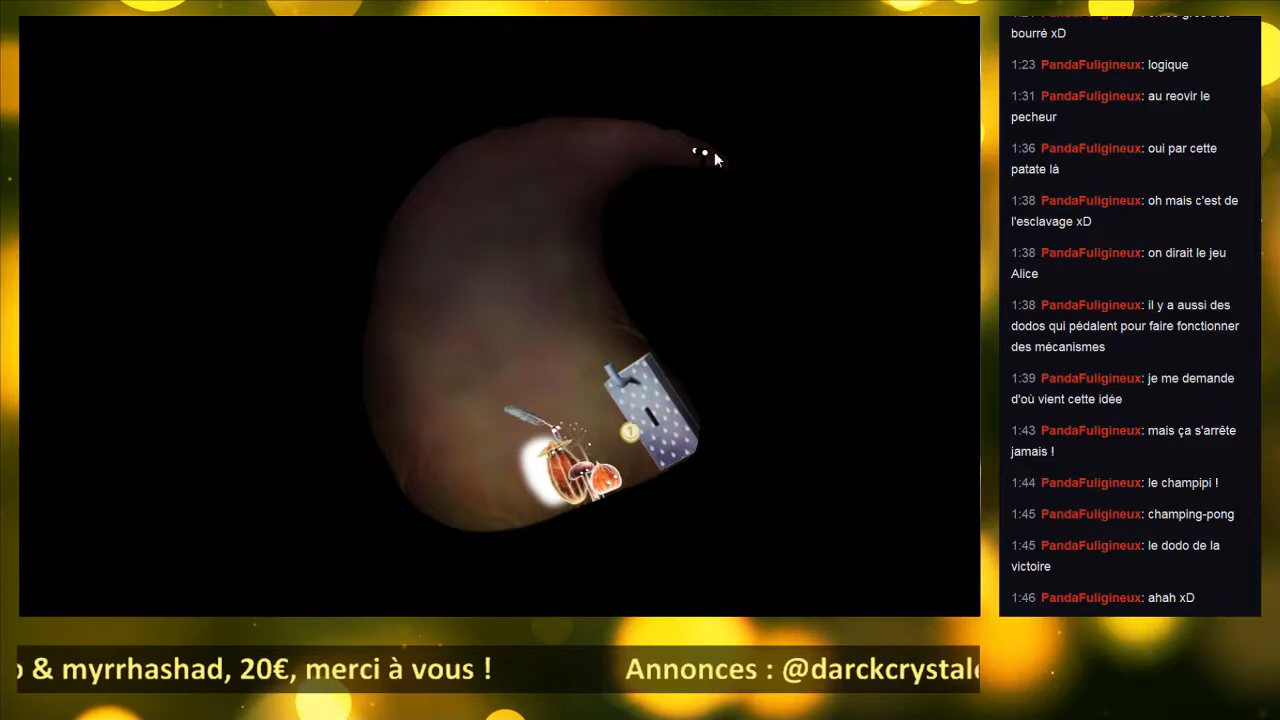 bourré xD
1:23 PandaFuligineux: logique
1:31 PandaFuligineux: au reovir le
pecheur
1:36 PandaFuligineux: oui par cette
patate là
1:38 PandaFuligineux: oh mais c'est de
l'esclavage xD
1:38 PandaFuligineux: on dirait le jeu
Alice
1:38 PandaFuligineux: il y a aussi des
dodos qui pédalent pour faire fonctionner
des mécanismes
1:39 PandaFuligineux: je me demande
d'où vient cette idée
1:43 PandaFuligineux: mais ça s'arrête
jamais !
1:44 PandaFuligineux: le champipi !
1:45 PandaFuligineux: champing-pong
1:45 PandaFuligineux: le dodo de la
victoire
1:46 PandaFuligineux: ahah xD
& myrrhashad, 20€, merci à vous ! Annonces : @darckcrystale